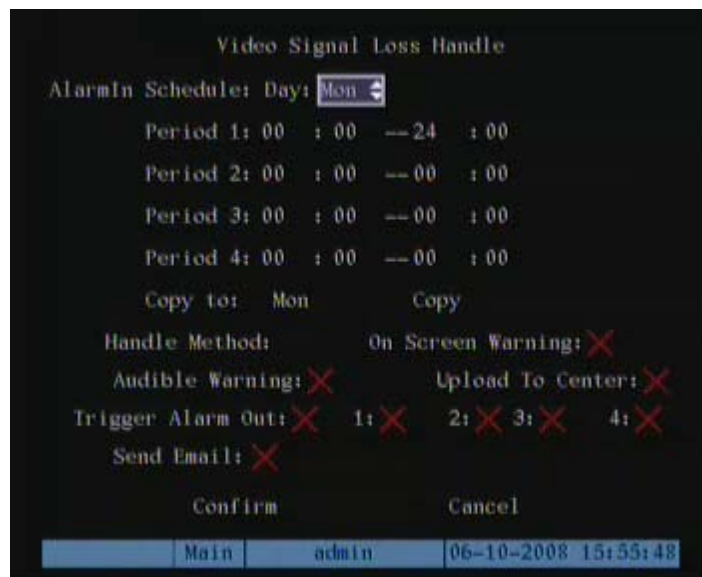 Video Signal Loss Handle
AlarmIn Schedule: Day: Mon
Period 1: 00 : 00 --24 : 00
Period 2: 00 : 00 --00 : 00
Period 3: 00 : 00 --00 : 00
Period 4: 00 : 00 --00 : 00
Copy to: Mon Copy
Handle Method: On Screen Warning:
Audible Warning: Upload To Center:
Trigger Alarm Out: 1: 2: 3: 4:
Send Email:
Confirm Cancel
Main admin 06-10-2008 15:55:48